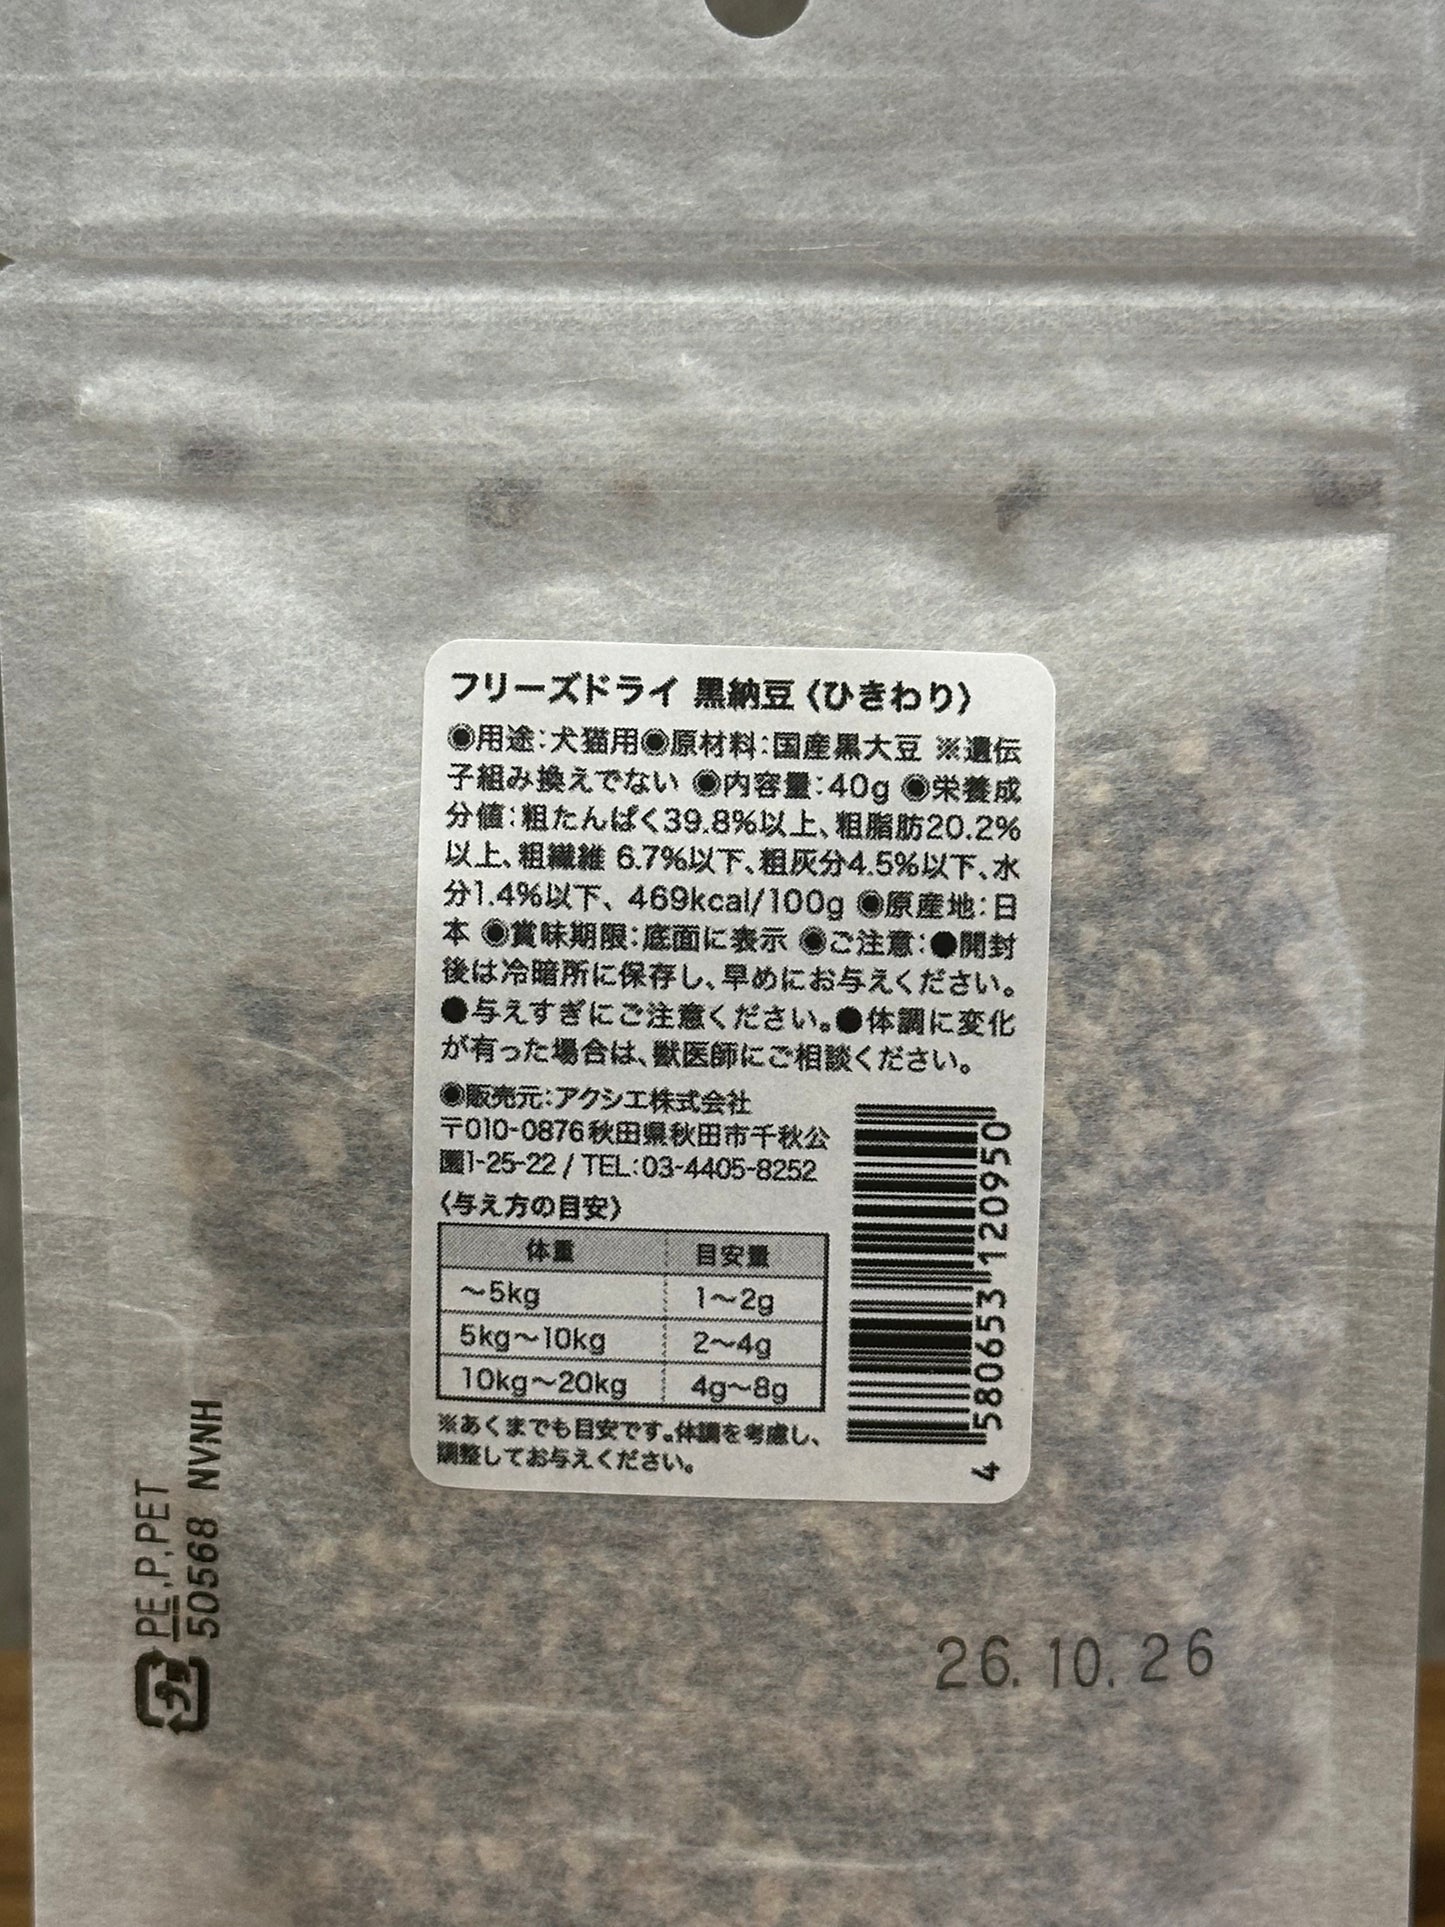 フリーズドライ 黒納豆〈ひきわり〉
◉用途:犬猫用◉原材料:国産黒大豆 ※遺伝
子組み換えでない ◉内容量:40g ◉栄養成
分値:粗たんぱく39.8%以上、粗脂肪20.2%
以上、粗繊維 6.7%以下、粗灰分4.5%以下、水
分1.4%以下、 469kcal/100g ◉原産地:日
本 ◉賞味期限:底面に表示 ◉ご注意:●開封
後は冷暗所に保存し、早めにお与えください。
●与えすぎにご注意ください。●体調に変化
が有った場合は、獣医師にご相談ください。
◉販売元:アクシエ株式会社
〒010-0876 秋田県秋田市千秋公
園1-25-22 / TEL:03-4405-8252
〈与え方の目安〉
体重 目安量
〜5kg 1〜2g
5kg〜10kg 2〜4g
10kg〜20kg 4g〜8g
※あくまでも目安です。体調を考慮し、
調整してお与えください。
4 580653 120950
プラ PE,P,PET
50568 NVNH
26.10.26